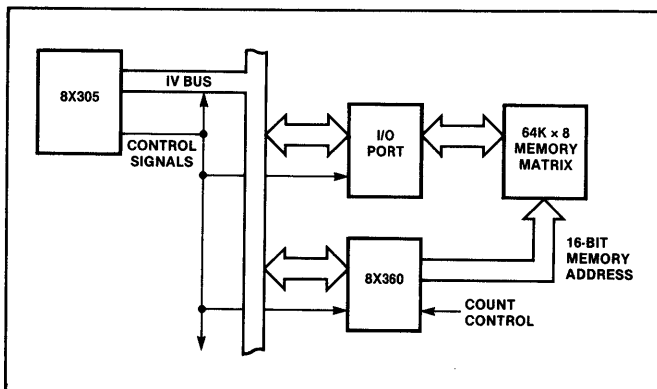 8X305
IV BUS
CONTROL
SIGNALS
I/O
PORT
64K × 8
MEMORY
MATRIX
8X360
16-BIT
MEMORY
ADDRESS
COUNT
CONTROL